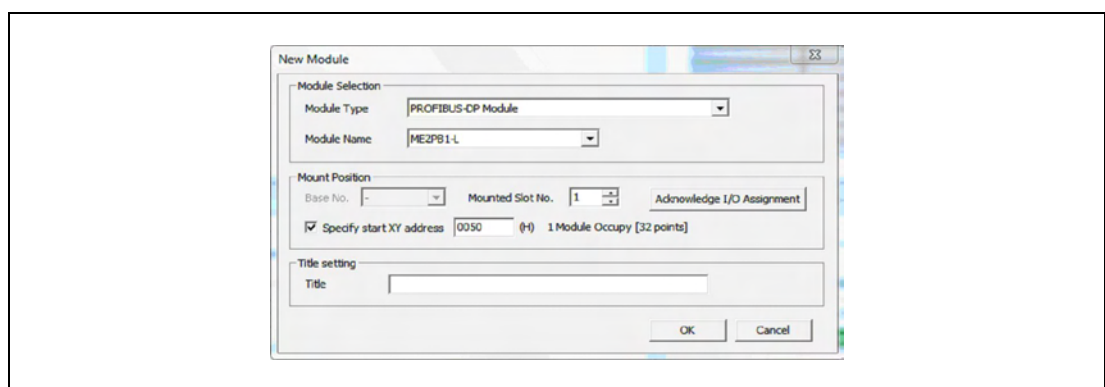 New Module
Module Selection
Module Type PROFIBUS-DP Module
Module Name ME2PB1-L
Mount Position
Base No. - Mounted Slot No. 1 Acknowledge I/O Assignment
Specify start XY address 0050 (H) 1 Module Occupy [32 points]
Title setting
Title
OK Cancel